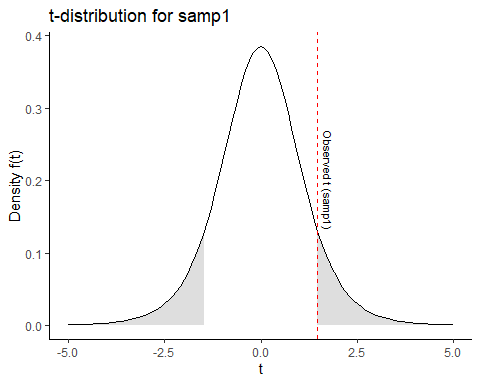 t-distribution for samp1
Density f(t)
0.4
0.3
0.2
0.1
0.0
Observed t (samp1)
-5.0
-2.5
0.0
2.5
5.0
t